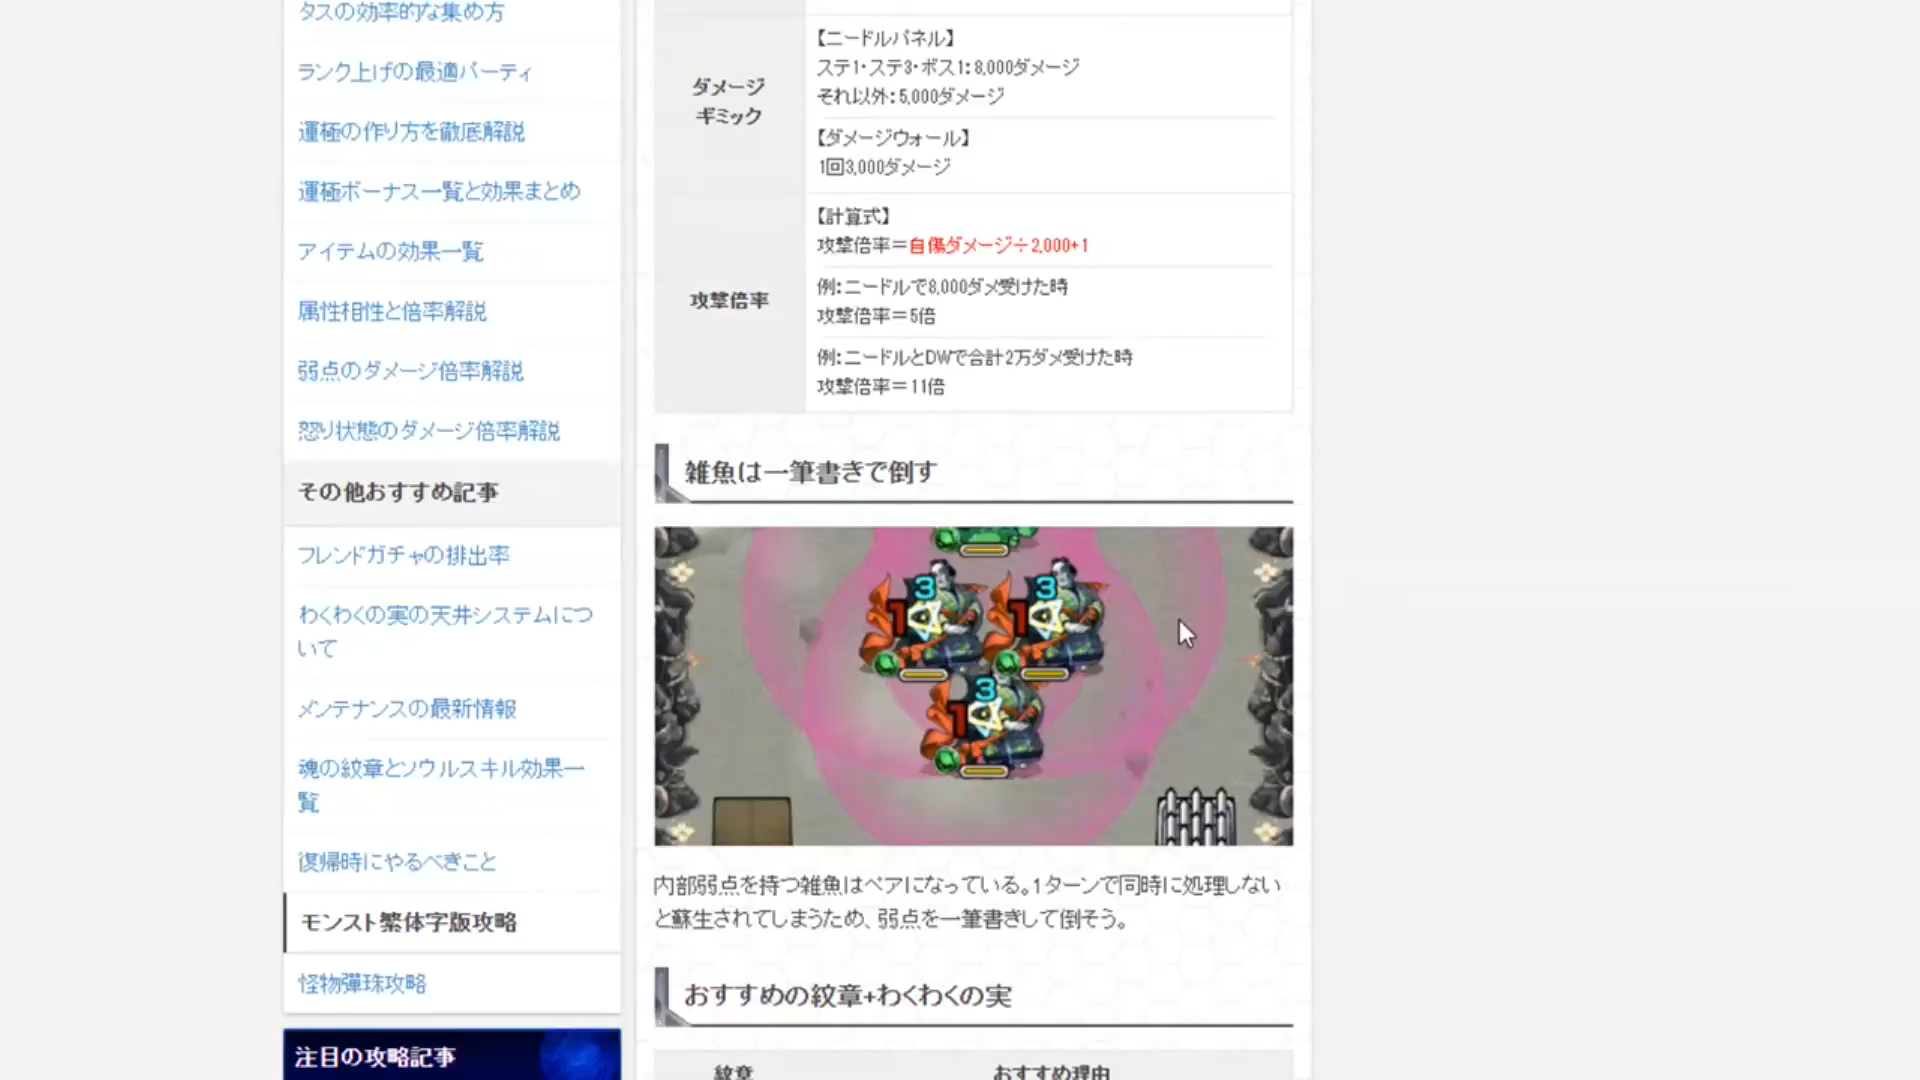 タスの効率的な集め方
ランク上げの最適パーティ
運極の作り方を徹底解説
運極ボーナス一覧と効果まとめ
アイテムの効果一覧
属性相性と倍率解説
弱点のダメージ倍率解説
怒り状態のダメージ倍率解説
その他おすすめ記事
フレンドガチャの排出率
わくわくの実の天井システムにつ
いて
メンテナンスの最新情報
魂の紋章とソウルスキル効果一
覧
復帰時にやるべきこと
モンスト繁体字版攻略
怪物彈珠攻略
注目の攻略記事
ダメージ
ギミック
【ニードルパネル】
ステ1・ステ3・ボス1：8,000ダメージ
それ以外：5,000ダメージ
【ダメージウォール】
1回3,000ダメージ
攻撃倍率
【計算式】
攻撃倍率＝自傷ダメージ÷2,000+1
例：ニードルで8,000ダメ受けた時
攻撃倍率＝5倍
例：ニードルとDWで合計2万ダメ受けた時
攻撃倍率＝11倍
雑魚は一筆書きで倒す
3
1
3
1
3
1
内部弱点を持つ雑魚はペアになっている。1ターンで同時に処理しない
と蘇生されてしまうため、弱点を一筆書きして倒そう。
おすすめの紋章+わくわくの実
紋章
おすすめ理由